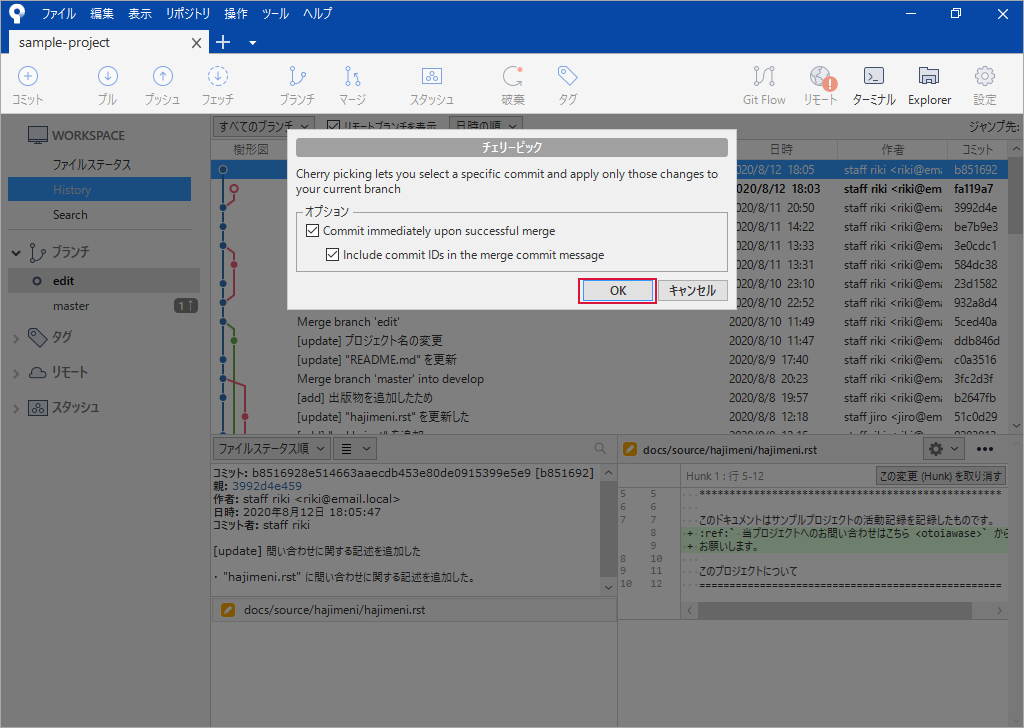 ファイル 編集 表示 リポジトリ 操作 ツール ヘルプ
sample-project
コミット プル プッシュ フェッチ ブランチ マージ スタッシュ 破棄 タグ Git Flow リモート ターミナル Explorer 設定
WORKSPACE
ファイルステータス
History
Search
ブランチ
edit
master 1↑
タグ
リモート
スタッシュ
すべてのブランチ リモートブランチを表示 日時の順 ジャンプ先:
樹形図 日時 作者 コミット
2020/8/12 18:05 staff riki <riki@ema b851692
2020/8/12 18:03 staff riki <riki@em fa119a7
2020/8/11 20:50 staff riki <riki@ema 3992d4e
2020/8/11 14:22 staff riki <riki@ema be7b9e3
2020/8/11 13:33 staff riki <riki@ema 3e0cdc1
2020/8/11 13:31 staff riki <riki@ema 584dc38
2020/8/10 23:10 staff riki <riki@ema 23d1582
2020/8/10 22:52 staff riki <riki@ema 932a8d4
Merge branch 'edit' 2020/8/10 11:49 staff riki <riki@ema 5ced40a
[update] プロジェクト名の変更 2020/8/10 11:47 staff riki <riki@ema ddb846d
[update] "README.md" を更新 2020/8/9 17:40 staff riki <riki@ema c0a3516
Merge branch 'master' into develop 2020/8/8 20:23 staff riki <riki@ema 3fc2d3f
[add] 出版物を追加したため 2020/8/8 19:57 staff riki <riki@ema b2647fb
[update] "hajimeni.rst" を更新した 2020/8/8 12:18 staff jiro <jiro@em 51c0d29
チェリーピック
Cherry picking lets you select a specific commit and apply only those changes to
your current branch
オプション
Commit immediately upon successful merge
Include commit IDs in the merge commit message
OK キャンセル
ファイルステータス順
コミット: b8516928e514663aaecdb453e80de0915399e5e9 [b851692]
親: 3992d4e459
作者: staff riki <riki@email.local>
日時: 2020年8月12日 18:05:47
コミット者: staff riki
[update] 問い合わせに関する記述を追加した
・ "hajimeni.rst" に問い合わせに関する記述を追加した。
docs/source/hajimeni/hajimeni.rst
docs/source/hajimeni/hajimeni.rst
Hunk 1 : 行 5-12 この変更 (Hunk) を取り消す
5 5 **************************************************
6 6
7 7 このドキュメントはサンプルプロジェクトの活動記録を記録したものです。
8 + :ref:` 当プロジェクトへのお問い合わせはこちら <otoiawase>` から
9 + お願いします。
8 10
9 11 このプロジェクトについて
10 12 ==================================================